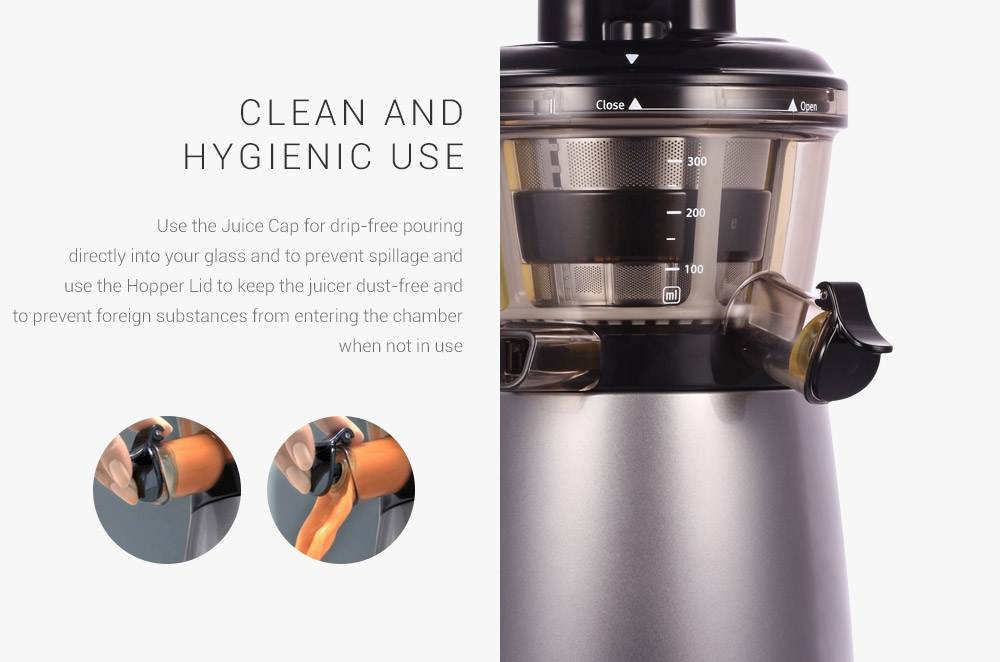 CLEAN AND
HYGIENIC USE
Use the Juice Cap for drip-free pouring
directly into your glass and to prevent spillage and
use the Hopper Lid to keep the juicer dust-free and
to prevent foreign substances from entering the chamber
when not in use
Close Open
300
200
100
ml